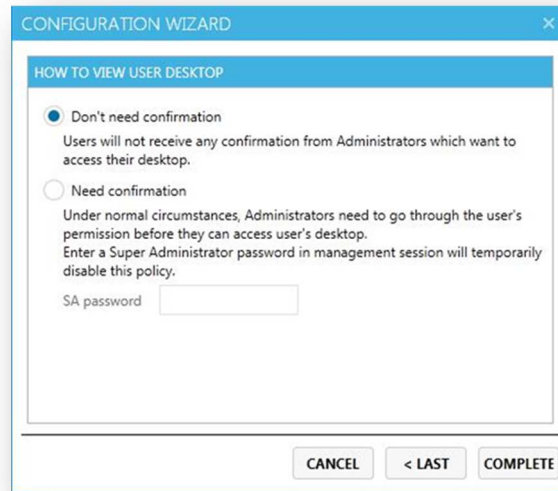 CONFIGURATION WIZARD
HOW TO VIEW USER DESKTOP
Don't need confirmation
Users will not receive any confirmation from Administrators which want to
access their desktop.
Need confirmation
Under normal circumstances, Administrators need to go through the user's
permission before they can access user's desktop.
Enter a Super Administrator password in management session will temporarily
disable this policy.
SA password
CANCEL
< LAST
COMPLETE